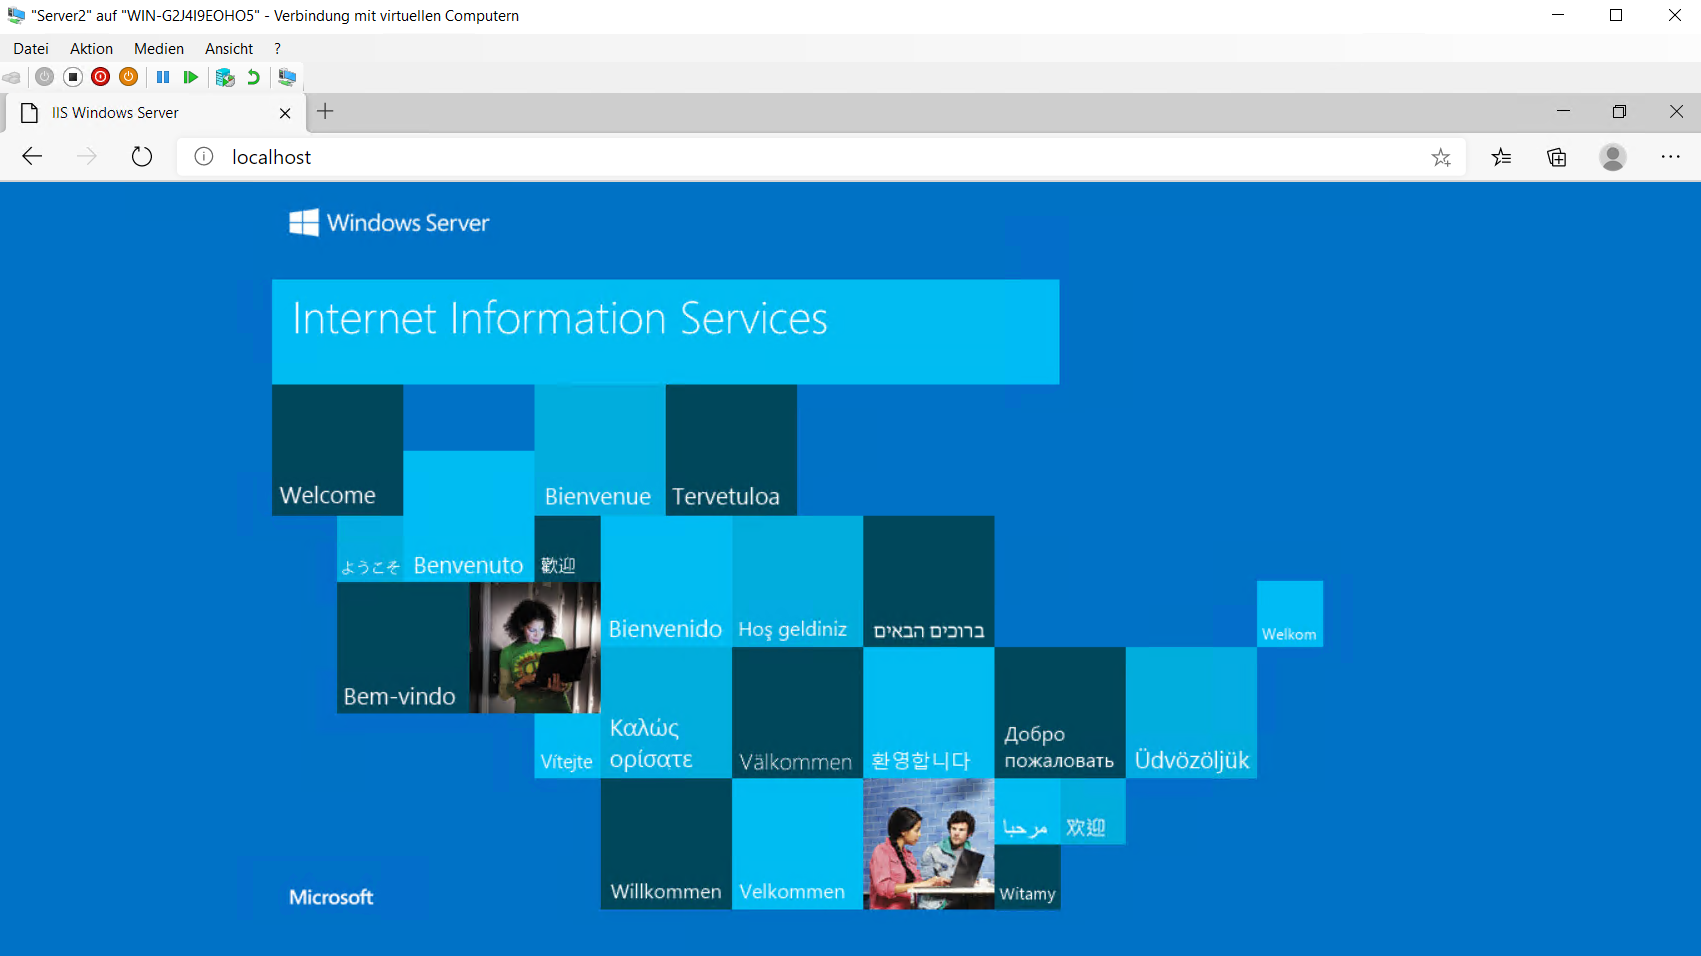 "Server2" auf "WIN-G2J4I9EOHO5" - Verbindung mit virtuellen Computern
Datei Aktion Medien Ansicht ?
IIS Windows Server
localhost
Windows Server
Internet Information Services
Welcome
Bienvenue
Tervetuloa
ようこそ
Benvenuto
歡迎
Bienvenido
Hoş geldiniz
ברוכים הבאים
Welkom
Bem-vindo
Vítejte
Καλώς
ορίσατε
Välkommen
환영합니다
Добро
пожаловать
Üdvözöljük
مرحبا
欢迎
Willkommen
Velkommen
Witamy
Microsoft